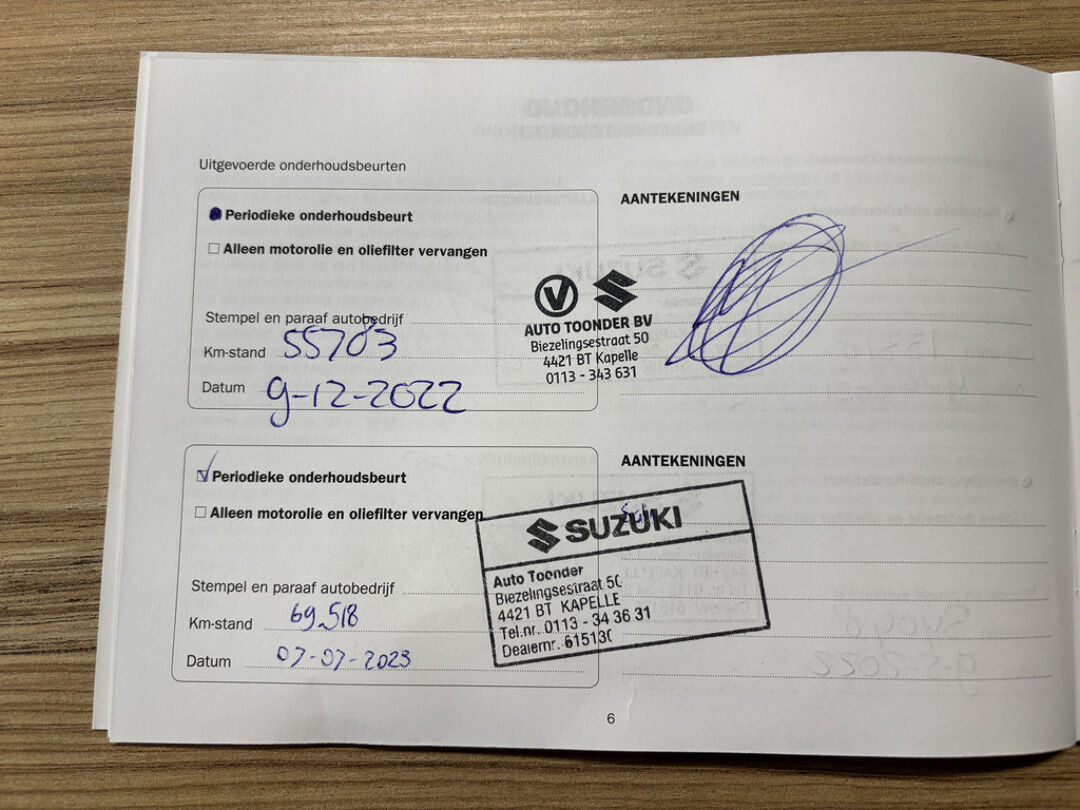 Uitgevoerde onderhoudsbeurten
Periodieke onderhoudsbeurt
Alleen motorolie en oliefilter vervangen
Stempel en paraaf autobedrijf
Km-stand 55703
Datum 9-12-2022
AANTEKENINGEN
AUTO TOONDER BV
Biezelingsestraat 50
4421 BT Kapelle
0113 - 343 631
Periodieke onderhoudsbeurt
Alleen motorolie en oliefilter vervangen
Stempel en paraaf autobedrijf
Km-stand 69.518
Datum 07-07-2023
AANTEKENINGEN
SUZUKI
Auto Toonder
Biezelingsestraat 50
4421 BT KAPELLE
Tel.nr. 0113 - 34 36 31
Dealernr. 615130
6